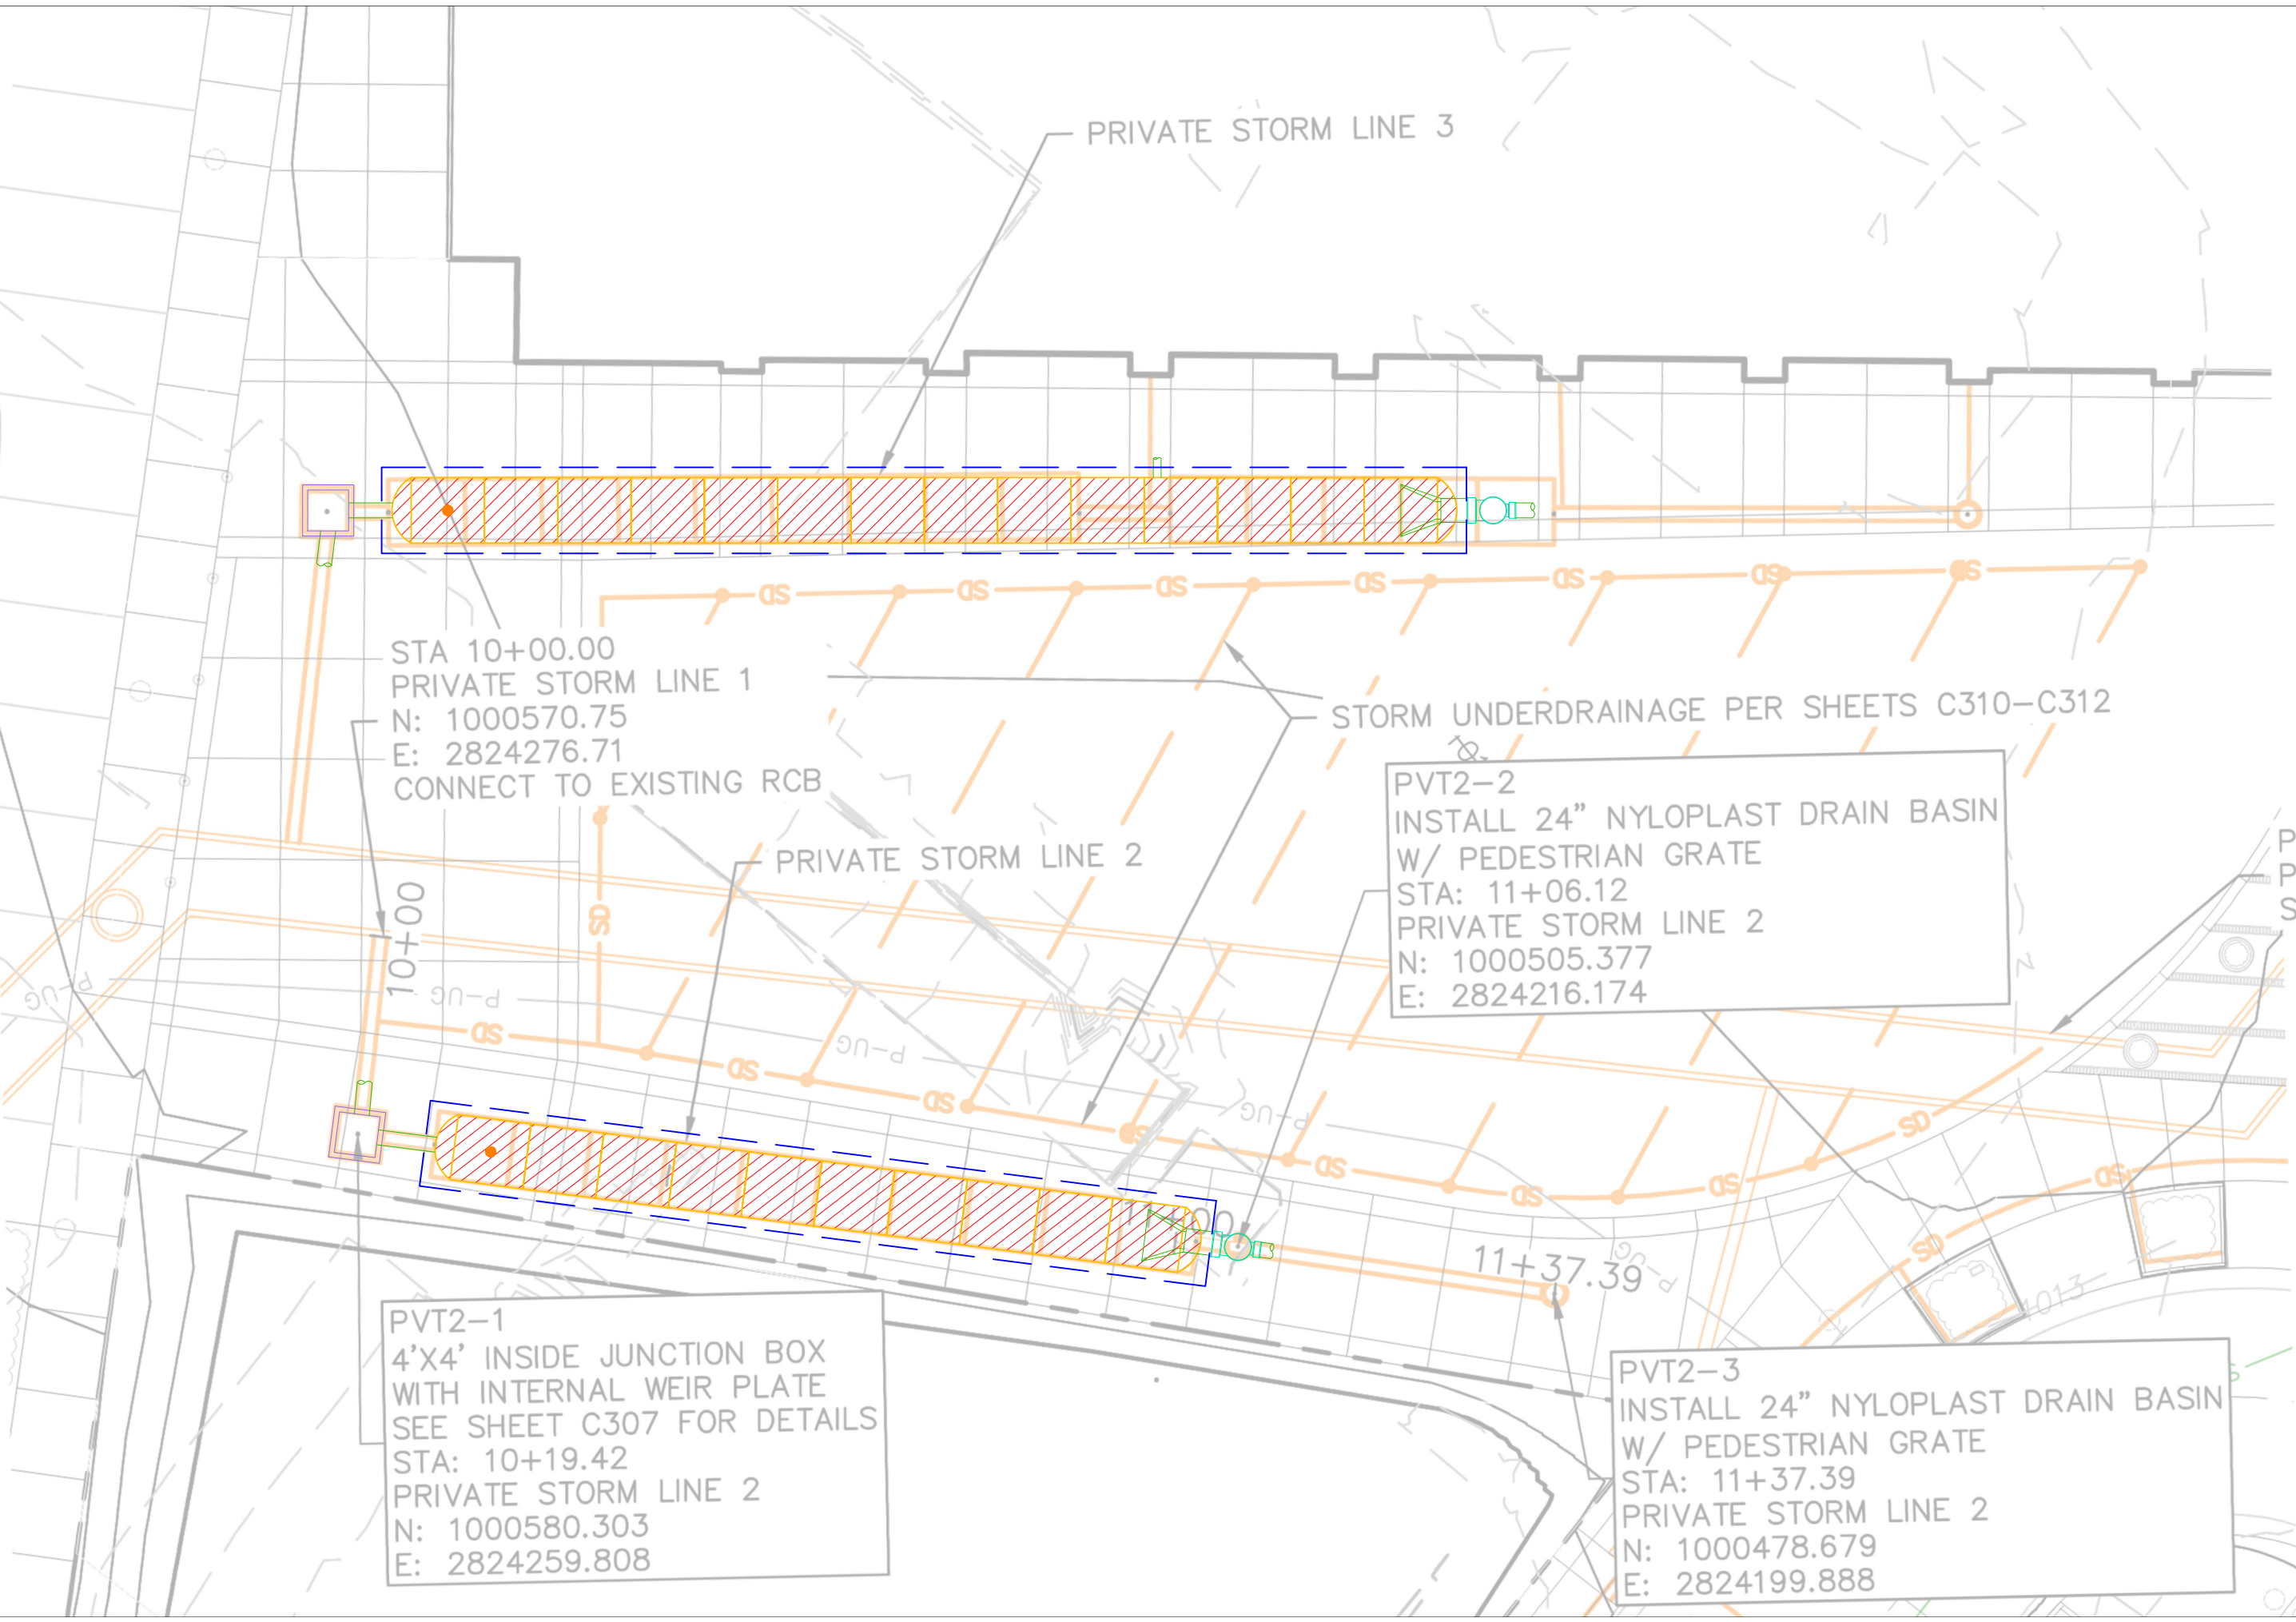 PRIVATE STORM LINE 3
SD SD SD SD SD SD SD
STA 10+00.00
PRIVATE STORM LINE 1
N: 1000570.75
E: 2824276.71
CONNECT TO EXISTING RCB
STORM UNDERDRAINAGE PER SHEETS C310-C312
PVT2-2
INSTALL 24" NYLOPLAST DRAIN BASIN
W/ PEDESTRIAN GRATE
STA: 11+06.12
PRIVATE STORM LINE 2
N: 1000505.377
E: 2824216.174
PRIVATE STORM LINE 2
P
P
S
10+00
SD
P-UG
P-UG
P-UG
P-UG
P-UG
SD
SD
SD
SD
SD
SD
SD
SD
SD
SD
11+37.39
1013
PVT2-1
4'X4' INSIDE JUNCTION BOX
WITH INTERNAL WEIR PLATE
SEE SHEET C307 FOR DETAILS
STA: 10+19.42
PRIVATE STORM LINE 2
N: 1000580.303
E: 2824259.808
PVT2-3
INSTALL 24" NYLOPLAST DRAIN BASIN
W/ PEDESTRIAN GRATE
STA: 11+37.39
PRIVATE STORM LINE 2
N: 1000478.679
E: 2824199.888